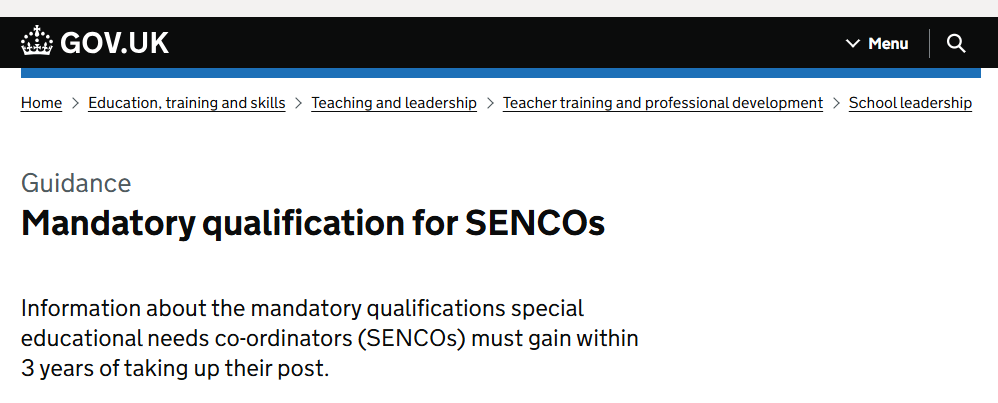 GOV.UK
Menu
Home > Education, training and skills > Teaching and leadership > Teacher training and professional development > School leadership
Guidance
Mandatory qualification for SENCOs
Information about the mandatory qualifications special
educational needs co-ordinators (SENCOs) must gain within
3 years of taking up their post.